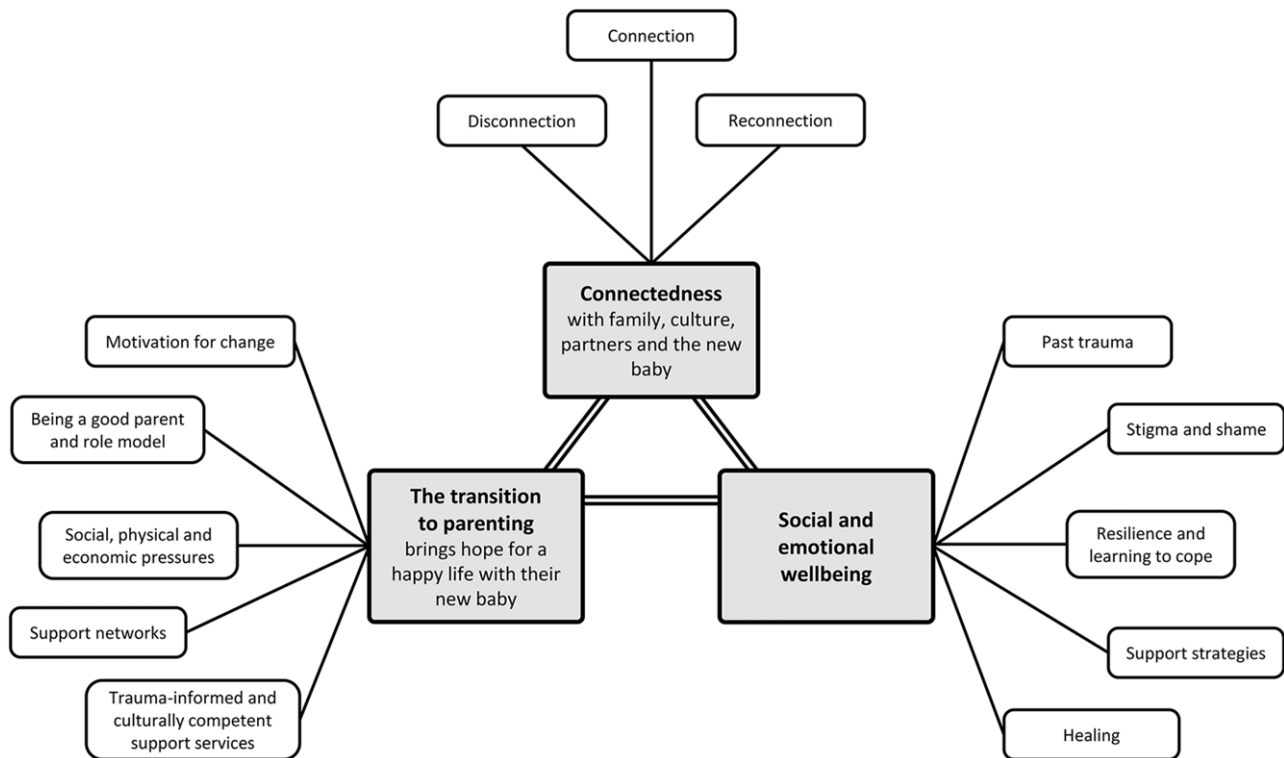 Connection
Disconnection
Reconnection
Connectedness
with family, culture,
partners and the new
baby
Motivation for change
Being a good parent
and role model
Social, physical and
economic pressures
Support networks
Trauma-informed and
culturally competent
support services
The transition
to parenting
brings hope for a
happy life with their
new baby
Social and
emotional
wellbeing
Past trauma
Stigma and shame
Resilience and
learning to cope
Support strategies
Healing